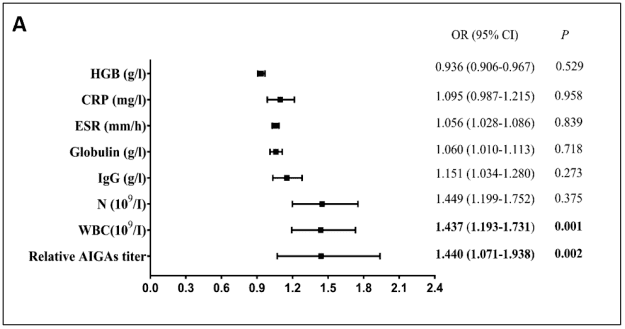 A
OR (95% CI) P
HGB (g/l) 0.936 (0.906-0.967) 0.529
CRP (mg/l) 1.095 (0.987-1.215) 0.958
ESR (mm/h) 1.056 (1.028-1.086) 0.839
Globulin (g/l) 1.060 (1.010-1.113) 0.718
IgG (g/l) 1.151 (1.034-1.280) 0.273
N (10⁹/I) 1.449 (1.199-1.752) 0.375
WBC(10⁹/I) 1.437 (1.193-1.731) 0.001
Relative AIGAs titer 1.440 (1.071-1.938) 0.002
0.0 0.3 0.6 0.9 1.2 1.5 1.8 2.1 2.4